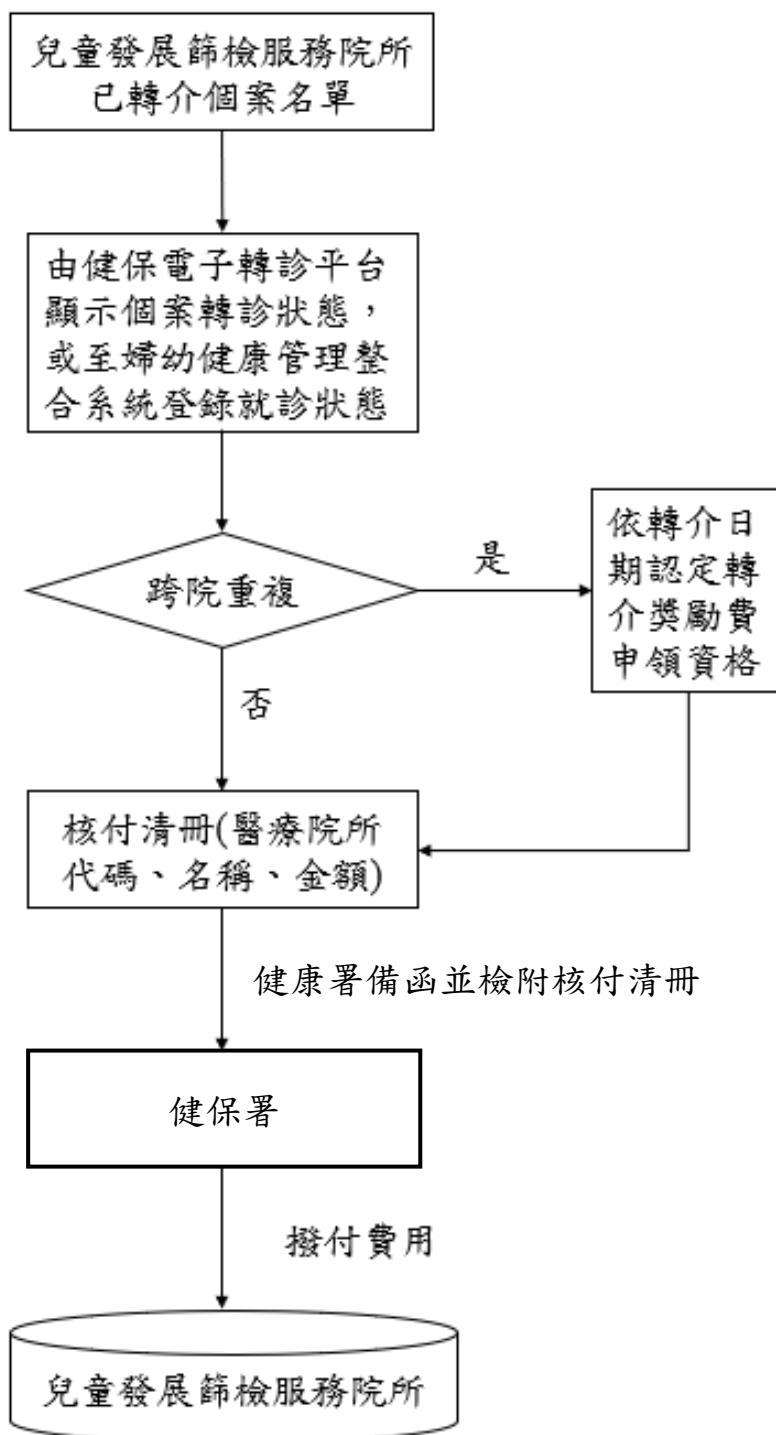 兒童發展篩檢服務院所
已轉介個案名單
由健保電子轉診平台
顯示個案轉診狀態，
或至婦幼健康管理整
合系統登錄就診狀態
跨院重複
是
依轉介日
期認定轉
介獎勵費
申領資格
否
核付清冊(醫療院所
代碼、名稱、金額)
健康署備函並檢附核付清冊
健保署
撥付費用
兒童發展篩檢服務院所